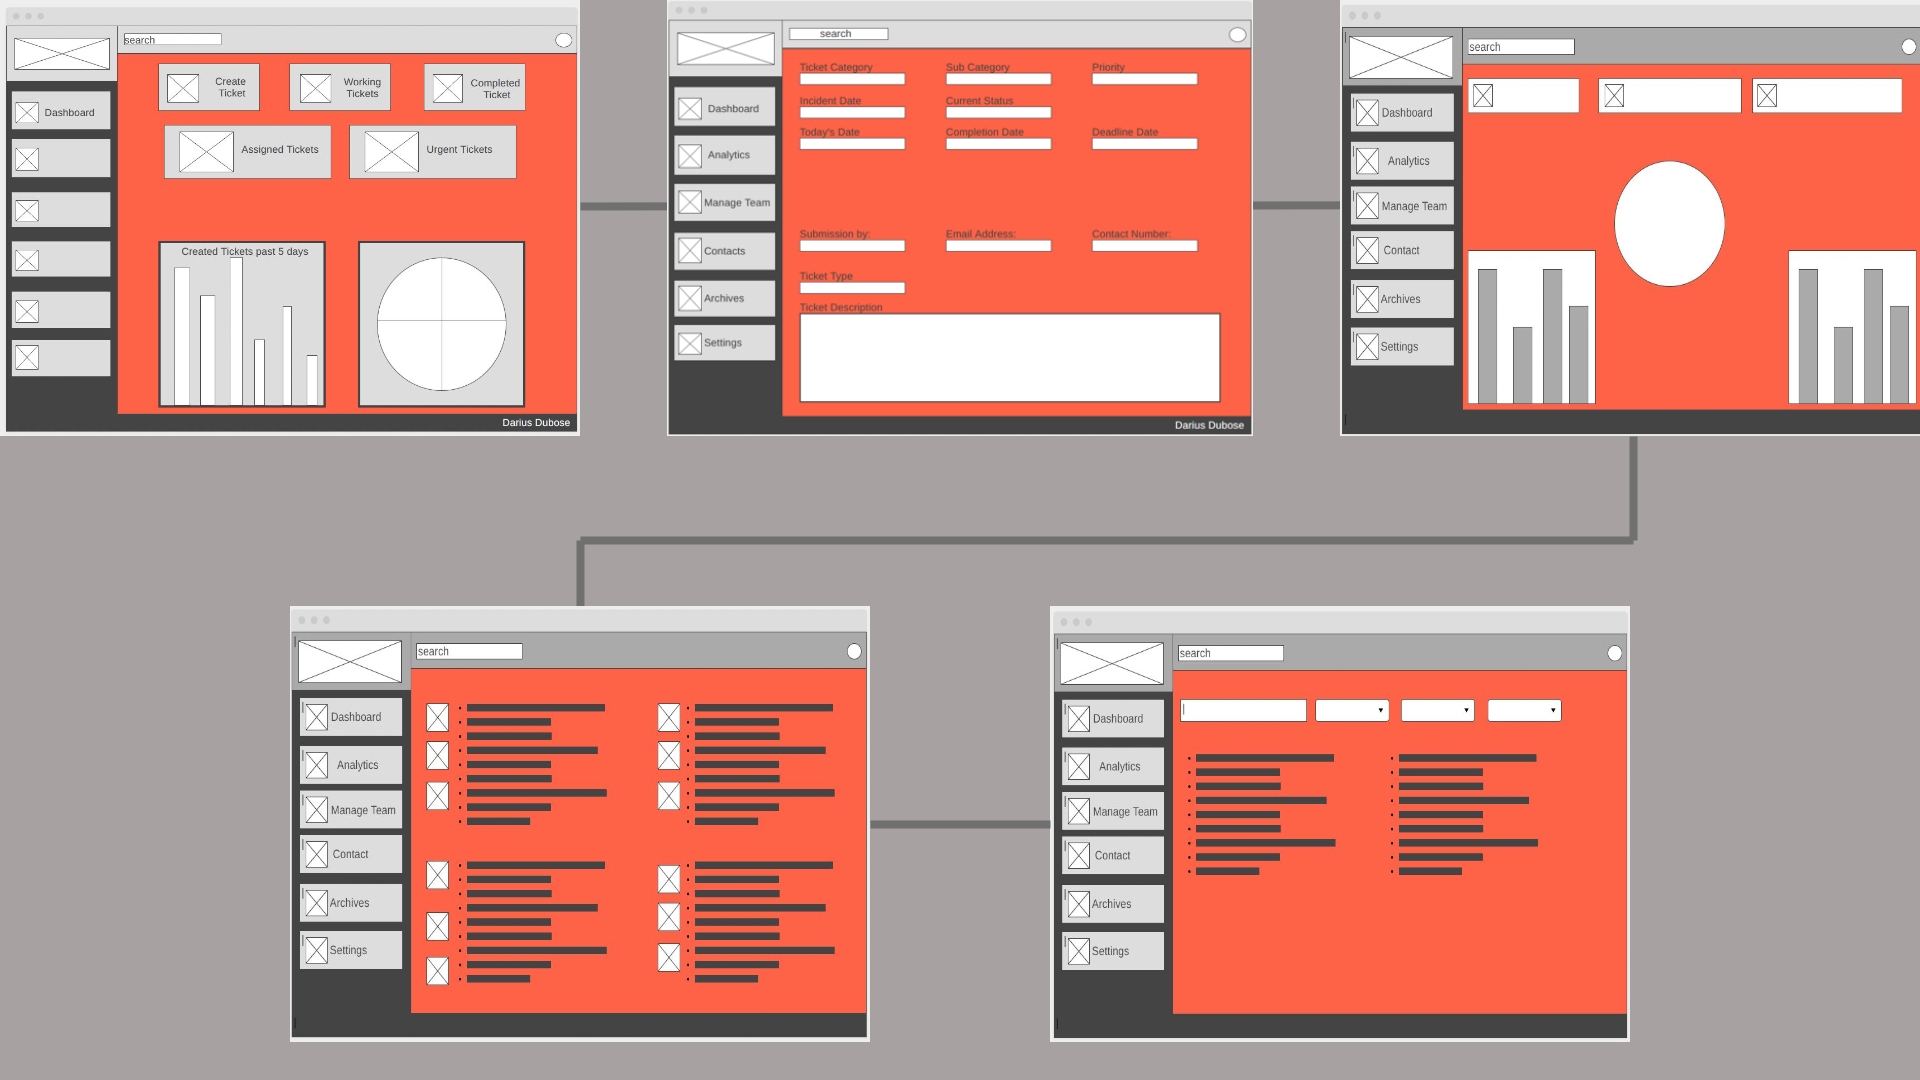 search
Create
Ticket
Working
Tickets
Completed
Ticket
Dashboard
Assigned Tickets
Urgent Tickets
Created Tickets past 5 days
Darius Dubose
search
Dashboard
Analytics
Manage Team
Contacts
Archives
Settings
Ticket Category
Sub Category
Priority
Incident Date
Current Status
Today's Date
Completion Date
Deadline Date
Submission by:
Email Address:
Contact Number:
Ticket Type
Ticket Description
Darius Dubose
search
Dashboard
Analytics
Manage Team
Contact
Archives
Settings
search
Dashboard
Analytics
Manage Team
Contact
Archives
Settings
search
Dashboard
Analytics
Manage Team
Contact
Archives
Settings